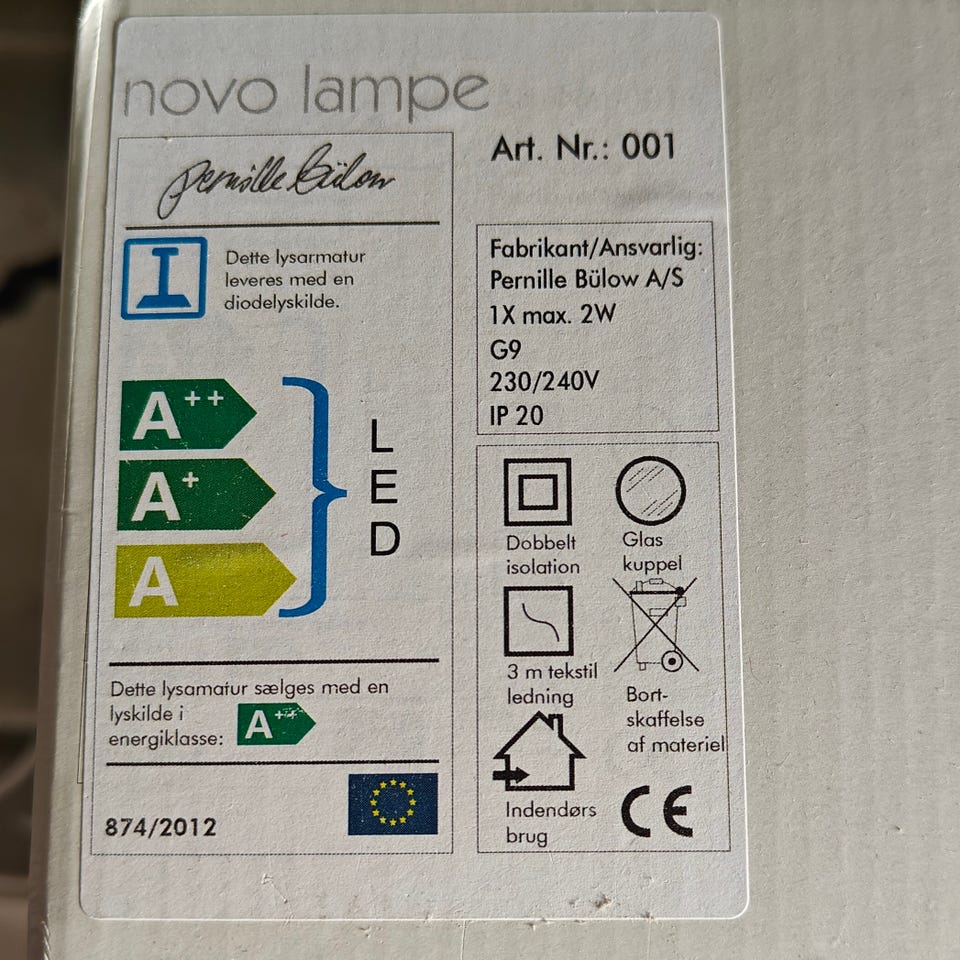 novo lampe
Pernille Bülow
Art. Nr.: 001
Dette lysarmatur
leveres med en
diodelyskilde.
A++
A+
A
L
E
D
Dette lysamatur sælges med en
lyskilde i
energiklasse:
A++
874/2012
Fabrikant/Ansvarlig:
Pernille Bülow A/S
1X max. 2W
G9
230/240V
IP 20
Dobbelt
isolation
Glas
kuppel
3 m tekstil
ledning
Bort-
skaffelse
af materiel
Indendørs
brug
CE